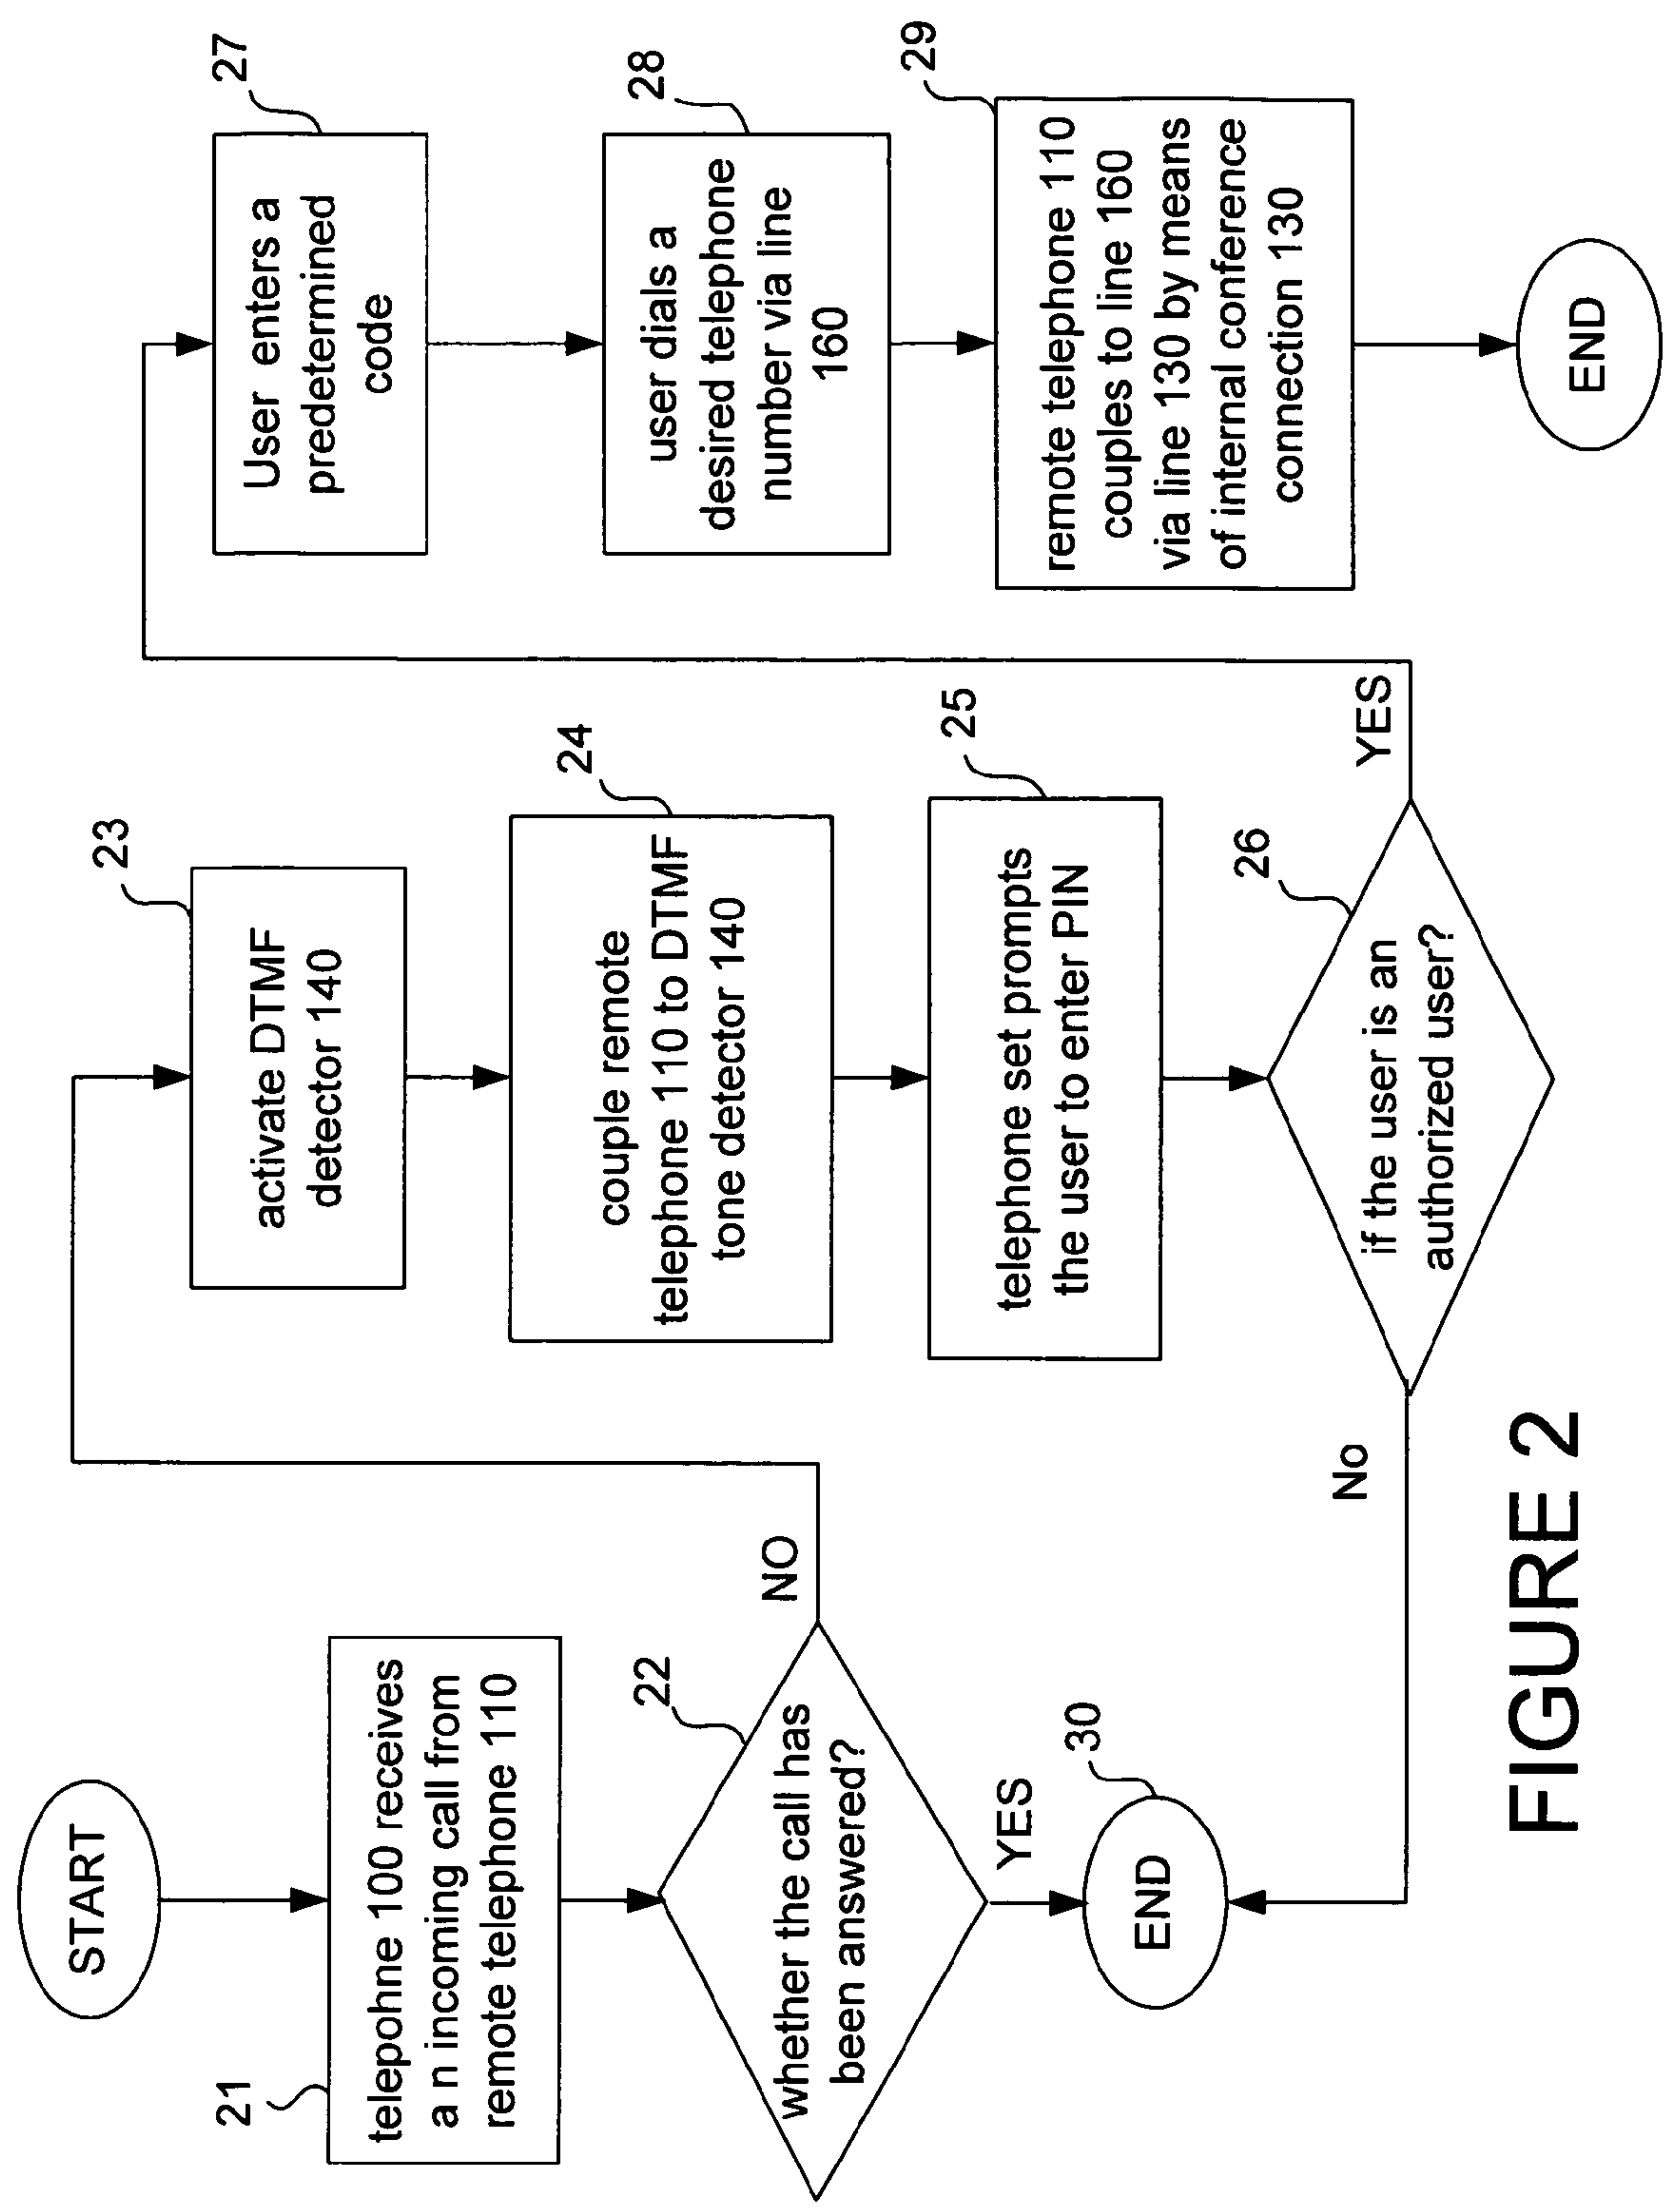 START
21
telepohne 100 receives
a n incoming call from
remote telephone 110
22
whether the call has
been answered?
NO
YES
30
END
23
activate DTMF
detector 140
24
couple remote
telephone 110 to DTMF
tone detector 140
25
telephone set prompts
the user to enter PIN
26
if the user is an
authorized user?
No
YES
27
User enters a
predetermined
code
28
user dials a
desired telephone
number via line
160
29
remote telephone 110
couples to line 160
via line 130 by means
of internal conference
connection 130
END
FIGURE 2